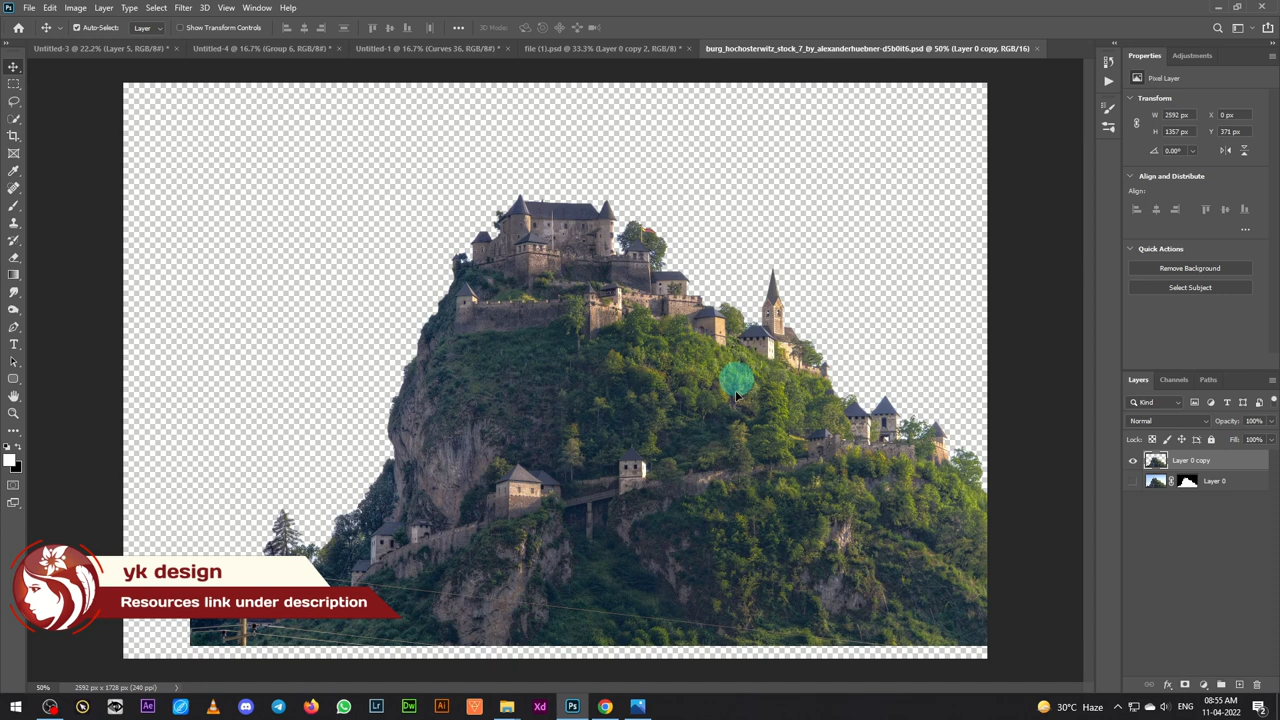 File Edit Image Layer Type Select Filter 3D View Window Help
Auto-Select: Layer Show Transform Controls 3D Mode:
Untitled-3 @ 22.2% (Layer 5, RGB/8#) * × Untitled-4 @ 16.7% (Group 6, RGB/8#) * × Untitled-1 @ 16.7% (Curves 36, RGB/8#) * × file (1).psd @ 33.3% (Layer 0 copy 2, RGB/8) * × burg_hochosterwitz_stock_7_by_alexanderhuebner-d5b0it6.psd @ 50% (Layer 0 copy, RGB/16) ×
Properties Adjustments
Pixel Layer
Transform
W 2592 px X 0 px
H 1357 px Y 371 px
0.00°
Align and Distribute
Align:
Quick Actions
Remove Background
Select Subject
Layers Channels Paths
Kind
Normal Opacity: 100%
Lock: Fill: 100%
Layer 0 copy
Layer 0
yk design
Resources link under description
50% 2592 px x 1728 px (240 ppi)
30°C Haze ENG 08:55 AM
11-04-2022